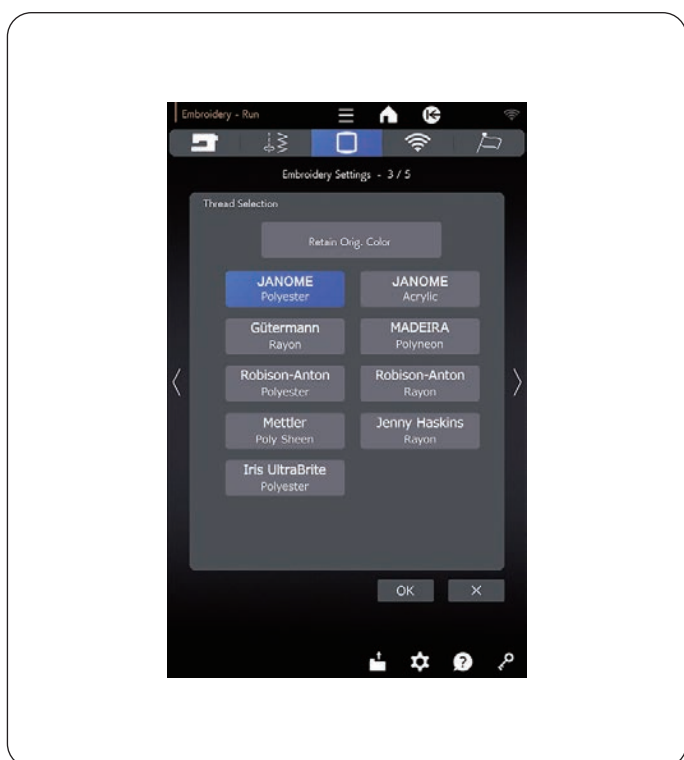 Embroidery - Run
Embroidery Settings - 3 / 5
Thread Selection
Retain Orig. Color
JANOME
Polyester
JANOME
Acrylic
Gütermann
Rayon
MADEIRA
Polyneon
Robison-Anton
Polyester
Robison-Anton
Rayon
Mettler
Poly Sheen
Jenny Haskins
Rayon
Iris UltraBrite
Polyester
OK